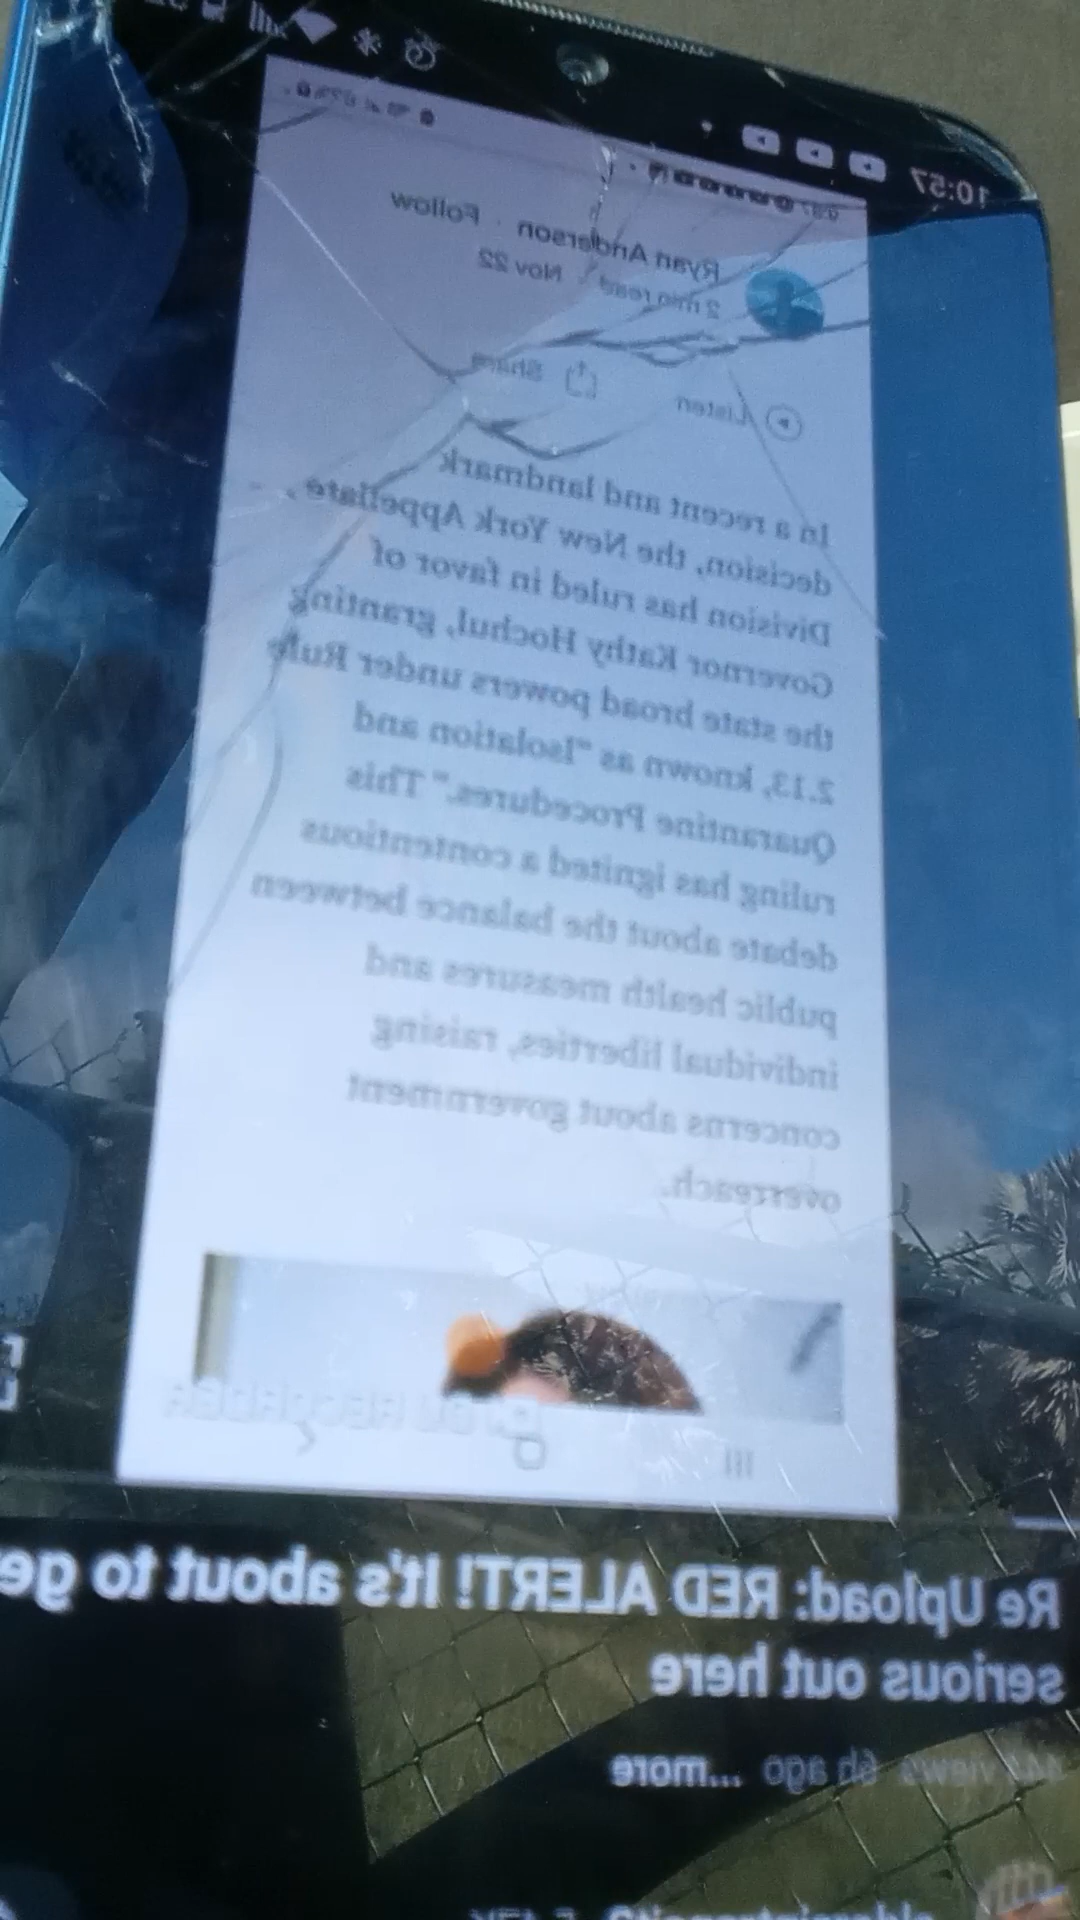 10:57
Ryan Anderson · Follow
2 min read · Nov 22
Listen
Share
In a recent and landmark
decision, the New York Appellate
Division has ruled in favor of
Governor Kathy Hochul, granting
the state broad powers under Rule
2.13, known as "Isolation and
Quarantine Procedures." This
ruling has ignited a contentious
debate about the balance between
public health measures and
individual liberties, raising
concerns about government
overreach.
RECORDER
Re Upload: RED ALERT! It's about to ge
serious out here
views 6h ago ...more